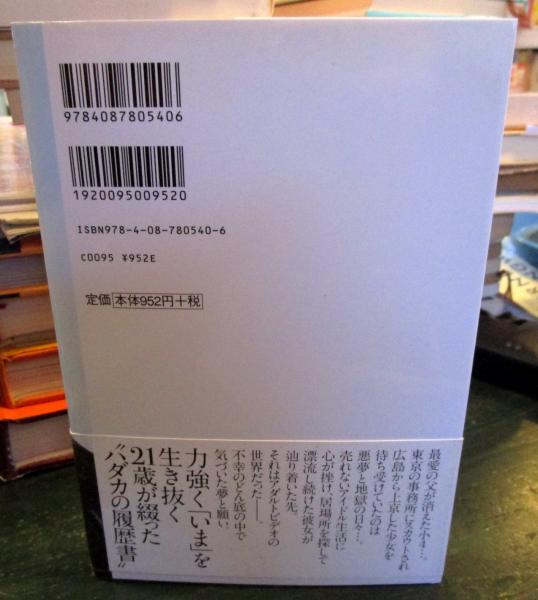 9784087805406
1920095009520
ISBN978-4-08-780540-6
C0095 ¥952E
定価 本体952円+税
最愛の父が消えた小4…。
東京の事務所にスカウトされ
広島から上京した少女を
待ち受けていたのは
悪夢と地獄の日々…。
売れないアイドル生活に
心が挫け、居場所を探して
漂流し続けた彼女が
辿り着いた先。
それはアダルトビデオの
世界だった――。
不幸のどん底の中で
気づいた夢と願い。
力強く「いま」を
生き抜く
21歳が綴った
〝ハダカの履歴書〟